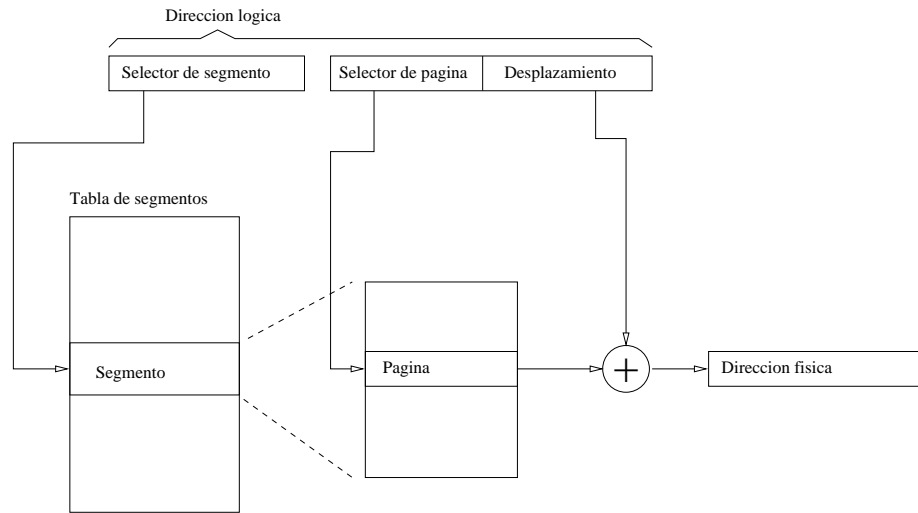 Direccion logica
Selector de segmento
Selector de pagina
Desplazamiento
Tabla de segmentos
Segmento
Pagina
+
Direccion fisica